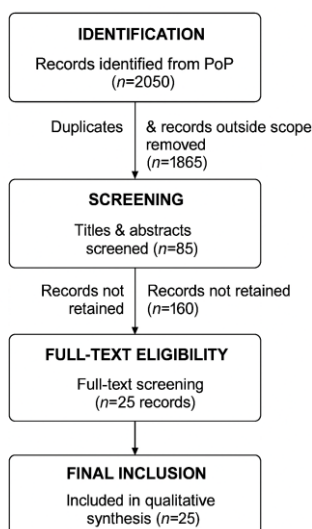 IDENTIFICATION
Records identified from PoP
(n=2050)
Duplicates & records outside scope
removed
(n=1865)
SCREENING
Titles & abstracts
screened (n=85)
Records not
retained
Records not retained
(n=160)
FULL-TEXT ELIGIBILITY
Full-text screening
(n=25 records)
FINAL INCLUSION
Included in qualitative
synthesis (n=25)